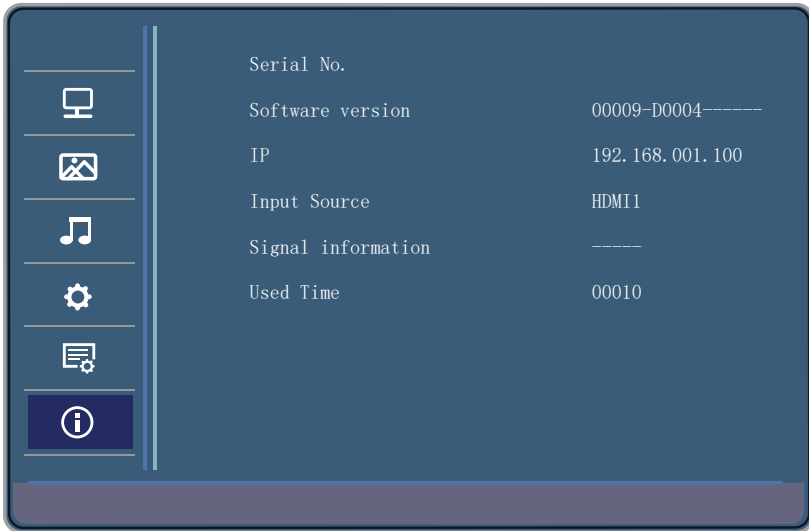 Serial No.
Software version 00009-D0004------
IP 192.168.001.100
Input Source HDMI1
Signal information -----
Used Time 00010